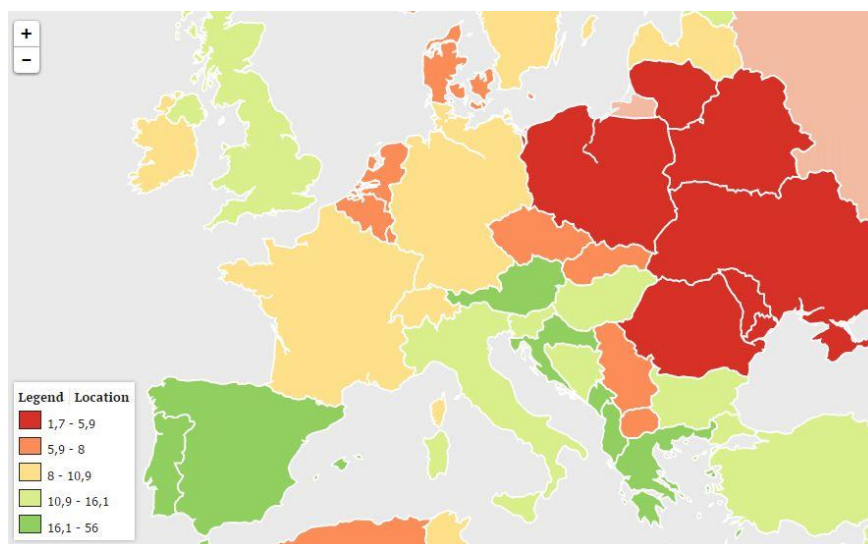 +
−
Legend Location
1,7 - 5,9
5,9 - 8
8 - 10,9
10,9 - 16,1
16,1 - 56